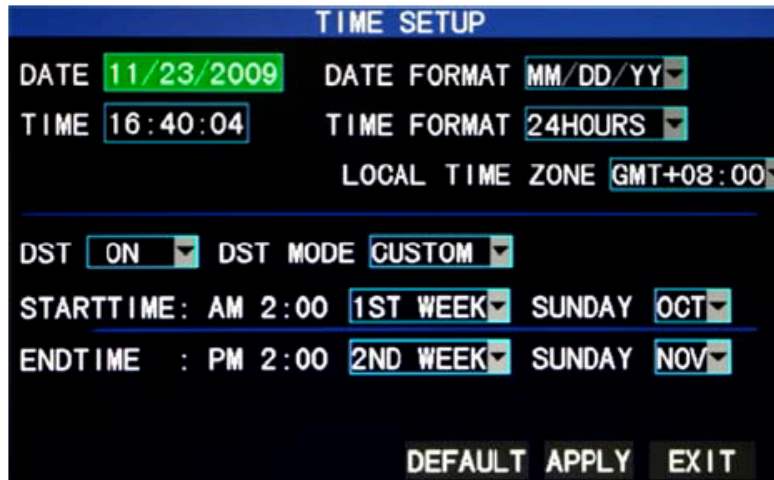 TIME SETUP
DATE 11/23/2009 DATE FORMAT MM/DD/YY
TIME 16:40:04 TIME FORMAT 24HOURS
LOCAL TIME ZONE GMT+08:00
DST ON DST MODE CUSTOM
STARTTIME: AM 2:00 1ST WEEK SUNDAY OCT
ENDTIME : PM 2:00 2ND WEEK SUNDAY NOV
DEFAULT APPLY EXIT